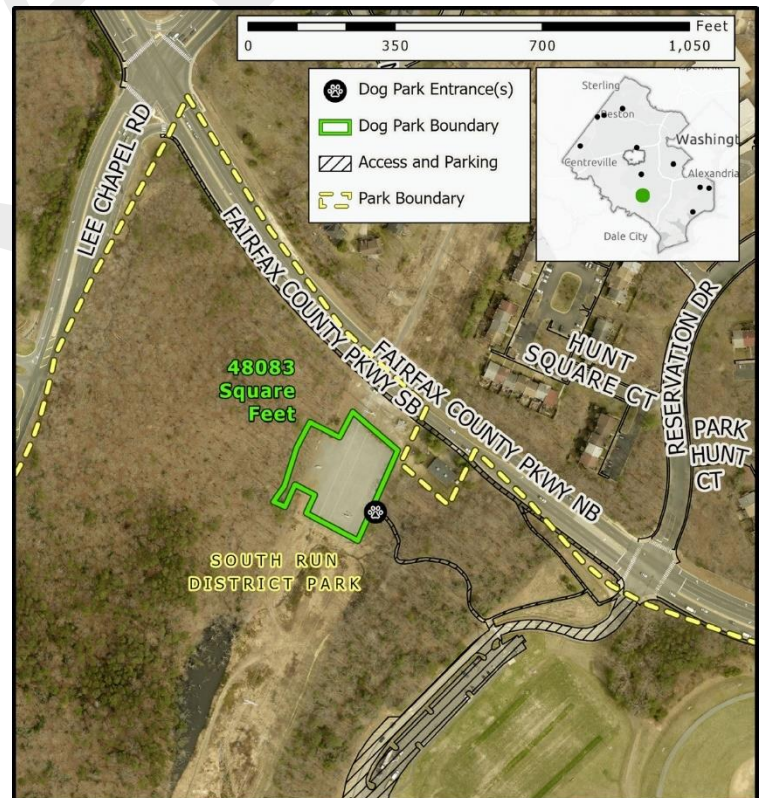 Feet
0 350 700 1,050
Dog Park Entrance(s)
Dog Park Boundary
Access and Parking
Park Boundary
Sterling
Reston
Washingt
Centreville
Alexandria
Dale City
LEE CHAPEL RD
FAIRFAX COUNTY PKWY SB
FAIRFAX COUNTY PKWY NB
HUNT
SQUARE CT
RESERVATION DR
PARK
HUNT
CT
48083
Square
Feet
SOUTH RUN
DISTRICT PARK